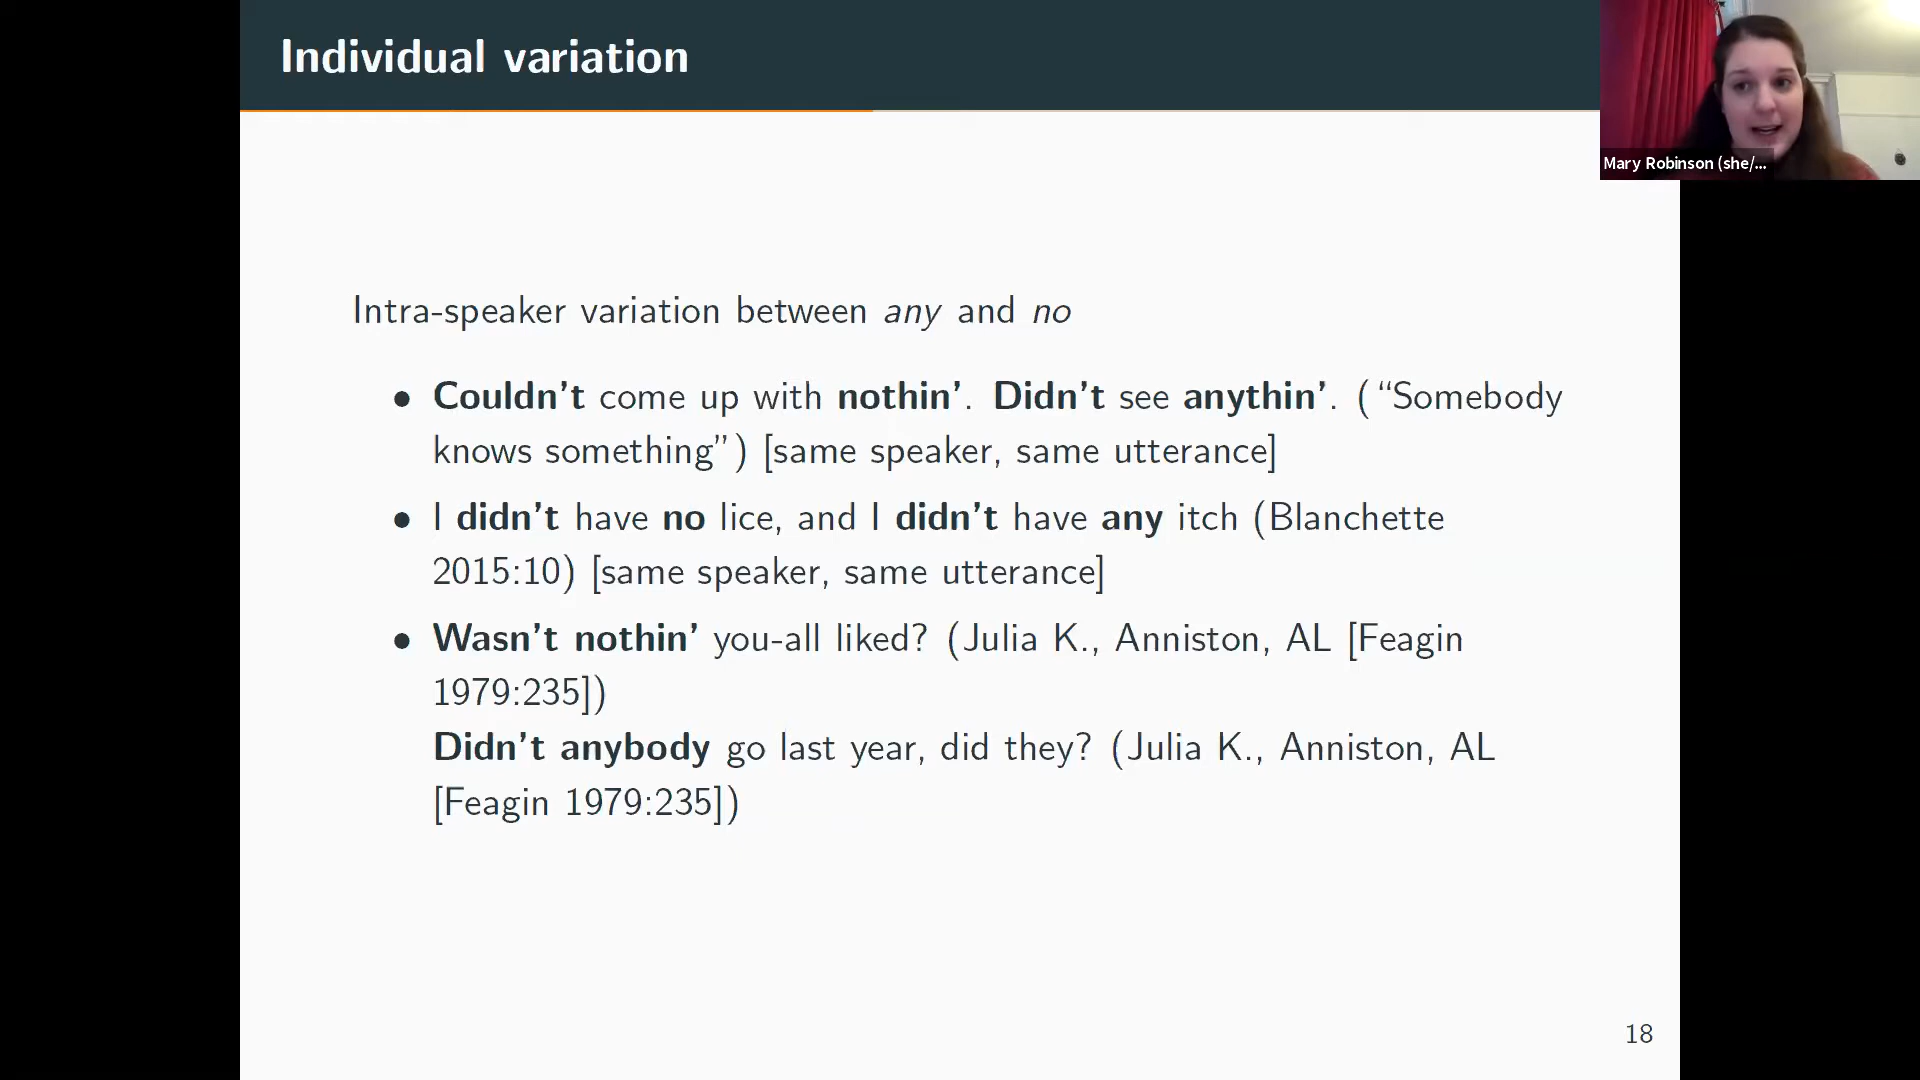 Individual variation
Mary Robinson (she/...
Intra-speaker variation between any and no
• Couldn't come up with nothin'. Didn't see anythin'. (“Somebody
knows something”) [same speaker, same utterance]
• I didn't have no lice, and I didn't have any itch (Blanchette
2015:10) [same speaker, same utterance]
• Wasn't nothin' you-all liked? (Julia K., Anniston, AL [Feagin
1979:235])
Didn't anybody go last year, did they? (Julia K., Anniston, AL
[Feagin 1979:235])
18